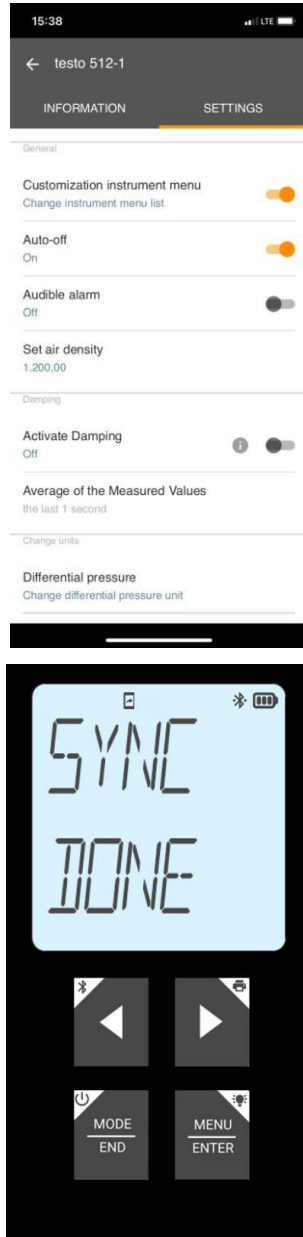 15:38
LTE
testo 512-1
INFORMATION SETTINGS
General
Customization instrument menu
Change instrument menu list
Auto-off
On
Audible alarm
Off
Set air density
1.200,00
Damping
Activate Damping
Off
Average of the Measured Values
the last 1 second
Change units
Differential pressure
Change differential pressure unit
SYNC
DONE
MODE
END
MENU
ENTER